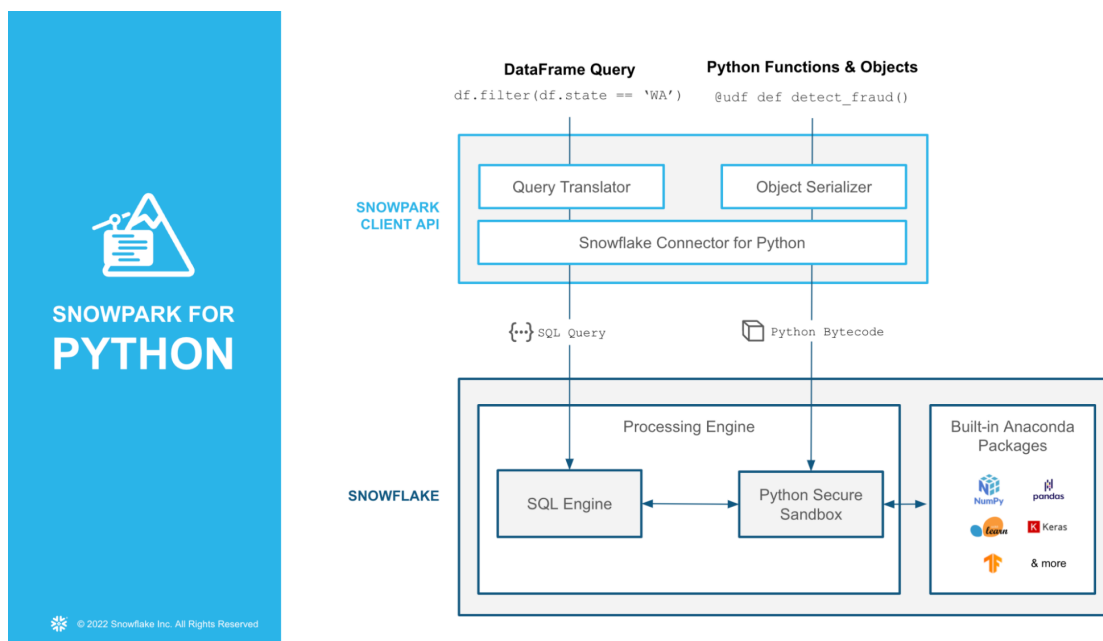 SNOWPARK FOR
PYTHON
© 2022 Snowflake Inc. All Rights Reserved
DataFrame Query
df.filter(df.state == ‘WA’)
Python Functions & Objects
@udf def detect_fraud()
SNOWPARK
CLIENT API
Query Translator
Object Serializer
Snowflake Connector for Python
{···} SQL Query
Python Bytecode
SNOWFLAKE
Processing Engine
SQL Engine
Python Secure
Sandbox
Built-in Anaconda
Packages
NumPy
pandas
learn
K Keras
& more